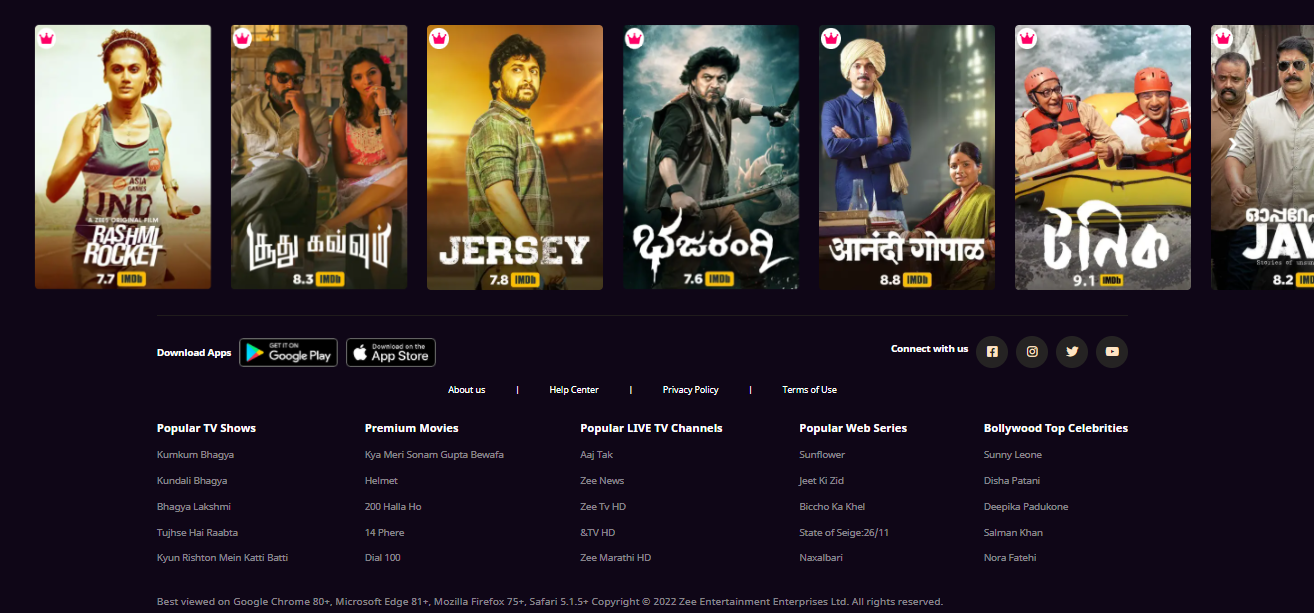 ASIA
GAMES
IND
A ZEE5 ORIGINAL FILM
RASHMI
ROCKET
7.7 IMDb
சூது கவ்வும்
8.3 IMDb
JERSEY
7.8 IMDb
ಭಜರಂಗಿ
7.6 IMDb
आनंदी गोपाळ
8.8 IMDb
টনিক
9.1 IMDb
ഓപ്പറേ
JAV
Stories of unsu
8.2 IMD
Download Apps
GET IT ON
Google Play
Download on the
App Store
Connect with us
About us | Help Center | Privacy Policy | Terms of Use
Popular TV Shows Premium Movies Popular LIVE TV Channels Popular Web Series Bollywood Top Celebrities
Kumkum Bhagya Kya Meri Sonam Gupta Bewafa Aaj Tak Sunflower Sunny Leone
Kundali Bhagya Helmet Zee News Jeet Ki Zid Disha Patani
Bhagya Lakshmi 200 Halla Ho Zee Tv HD Biccho Ka Khel Deepika Padukone
Tujhse Hai Raabta 14 Phere &TV HD State of Seige:26/11 Salman Khan
Kyun Rishton Mein Katti Batti Dial 100 Zee Marathi HD Naxalbari Nora Fatehi
Best viewed on Google Chrome 80+, Microsoft Edge 81+, Mozilla Firefox 75+, Safari 5.1.5+ Copyright © 2022 Zee Entertainment Enterprises Ltd. All rights reserved.